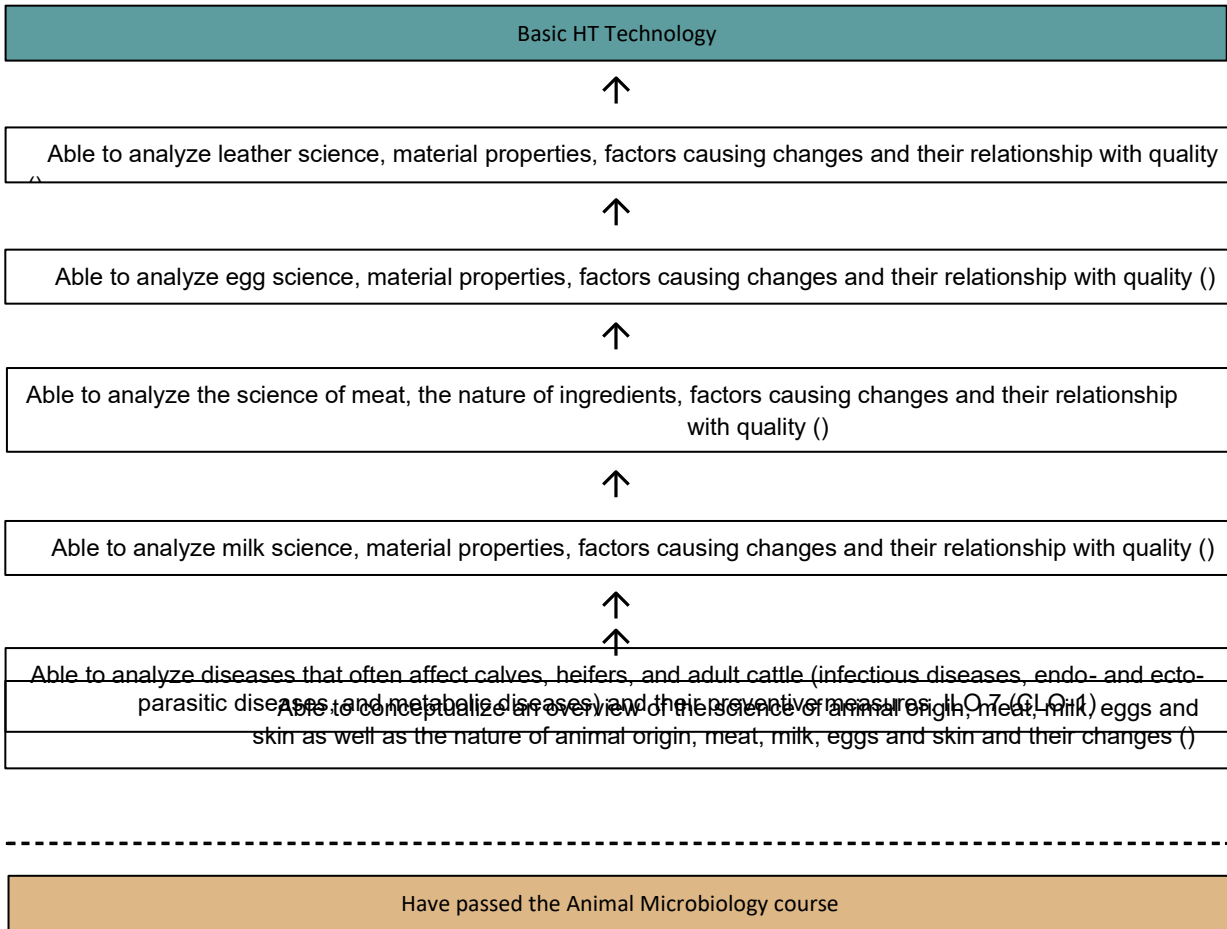 Basic HT Technology
↑
Able to analyze leather science, material properties, factors causing changes and their relationship with quality
()
↑
Able to analyze egg science, material properties, factors causing changes and their relationship with quality ()
↑
Able to analyze the science of meat, the nature of ingredients, factors causing changes and their relationship
with quality ()
↑
Able to analyze milk science, material properties, factors causing changes and their relationship with quality ()
↑
↑
Able to analyze diseases that often affect calves, heifers, and adult cattle (infectious diseases, endo- and ecto-
parasitic diseases, and metabolic diseases) and their preventive measures, ILO-7 (CLO-1)
Able to conceptualize an overview of the science of animal origin, meat, milk, eggs and
skin as well as the nature of animal origin, meat, milk, eggs and skin and their changes ()
Have passed the Animal Microbiology course